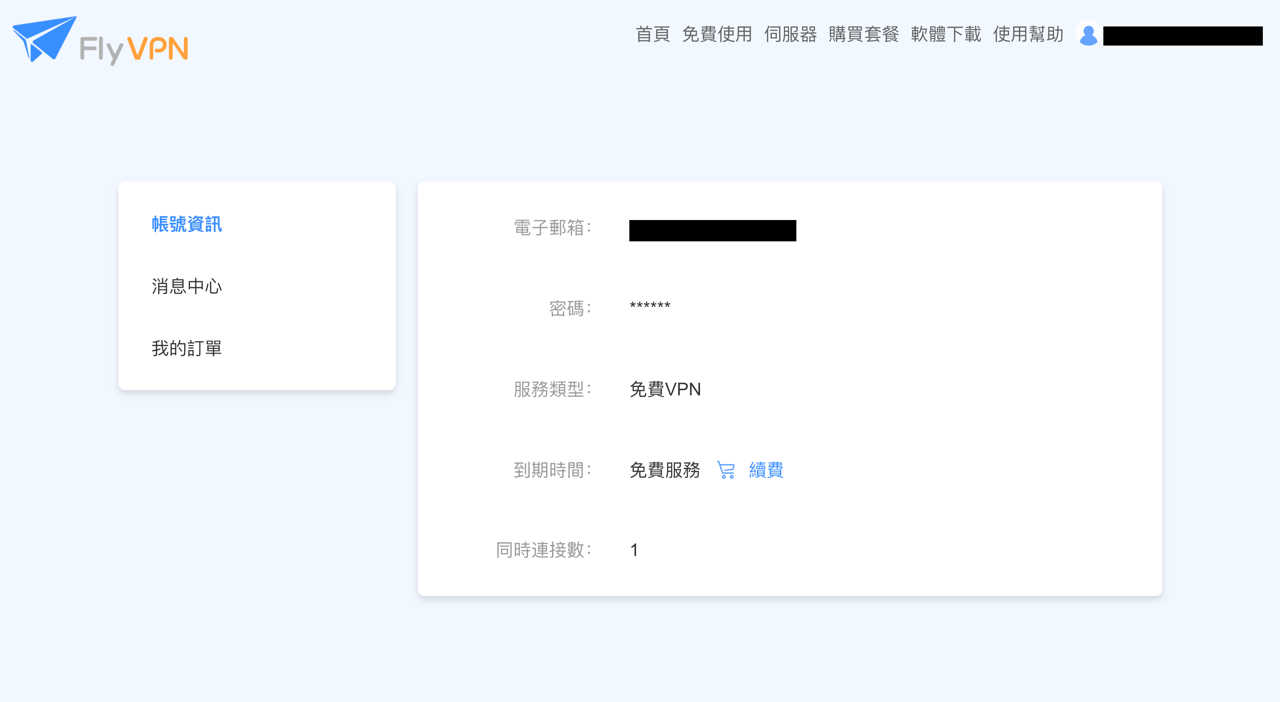 FlyVPN
首頁 免費使用 伺服器 購買套餐 軟體下載 使用幫助
帳號資訊
消息中心
我的訂單
電子郵箱：
密碼： ******
服務類型： 免費VPN
到期時間： 免費服務 續費
同時連接數： 1